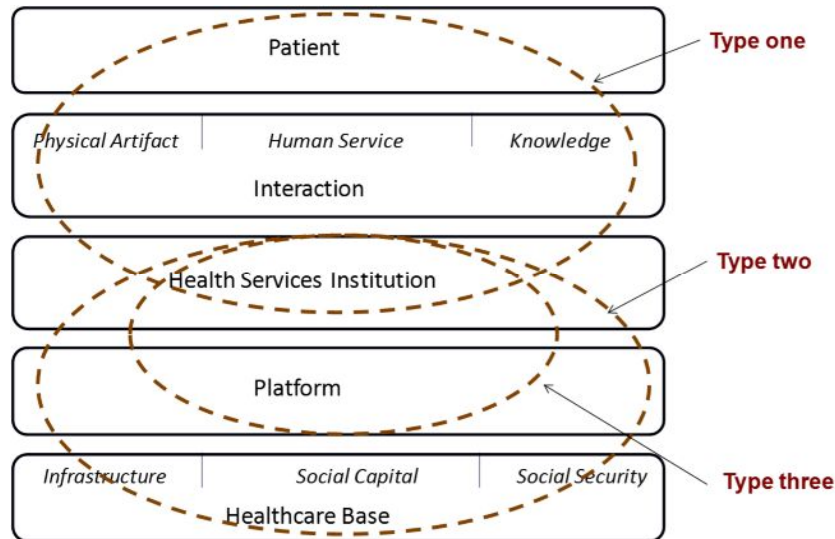 Patient
Type one
Physical Artifact Human Service Knowledge
Interaction
Health Services Institution
Type two
Platform
Infrastructure Social Capital Social Security
Type three
Healthcare Base